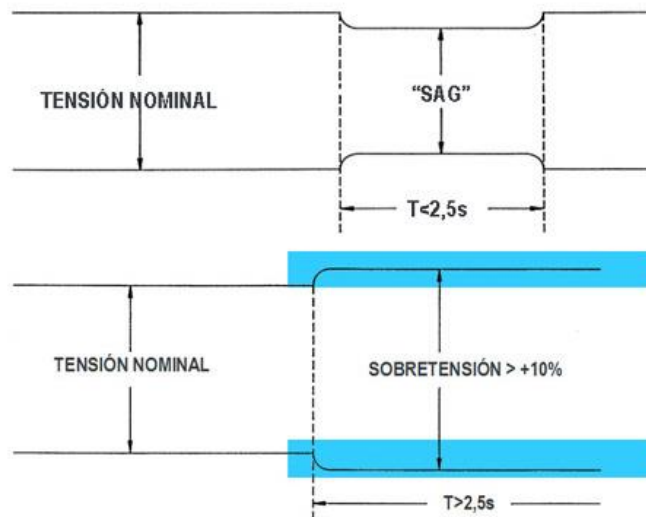 TENSIÓN NOMINAL
"SAG"
T<2,5s
TENSIÓN NOMINAL
SOBRETENSIÓN > +10%
T>2,5s